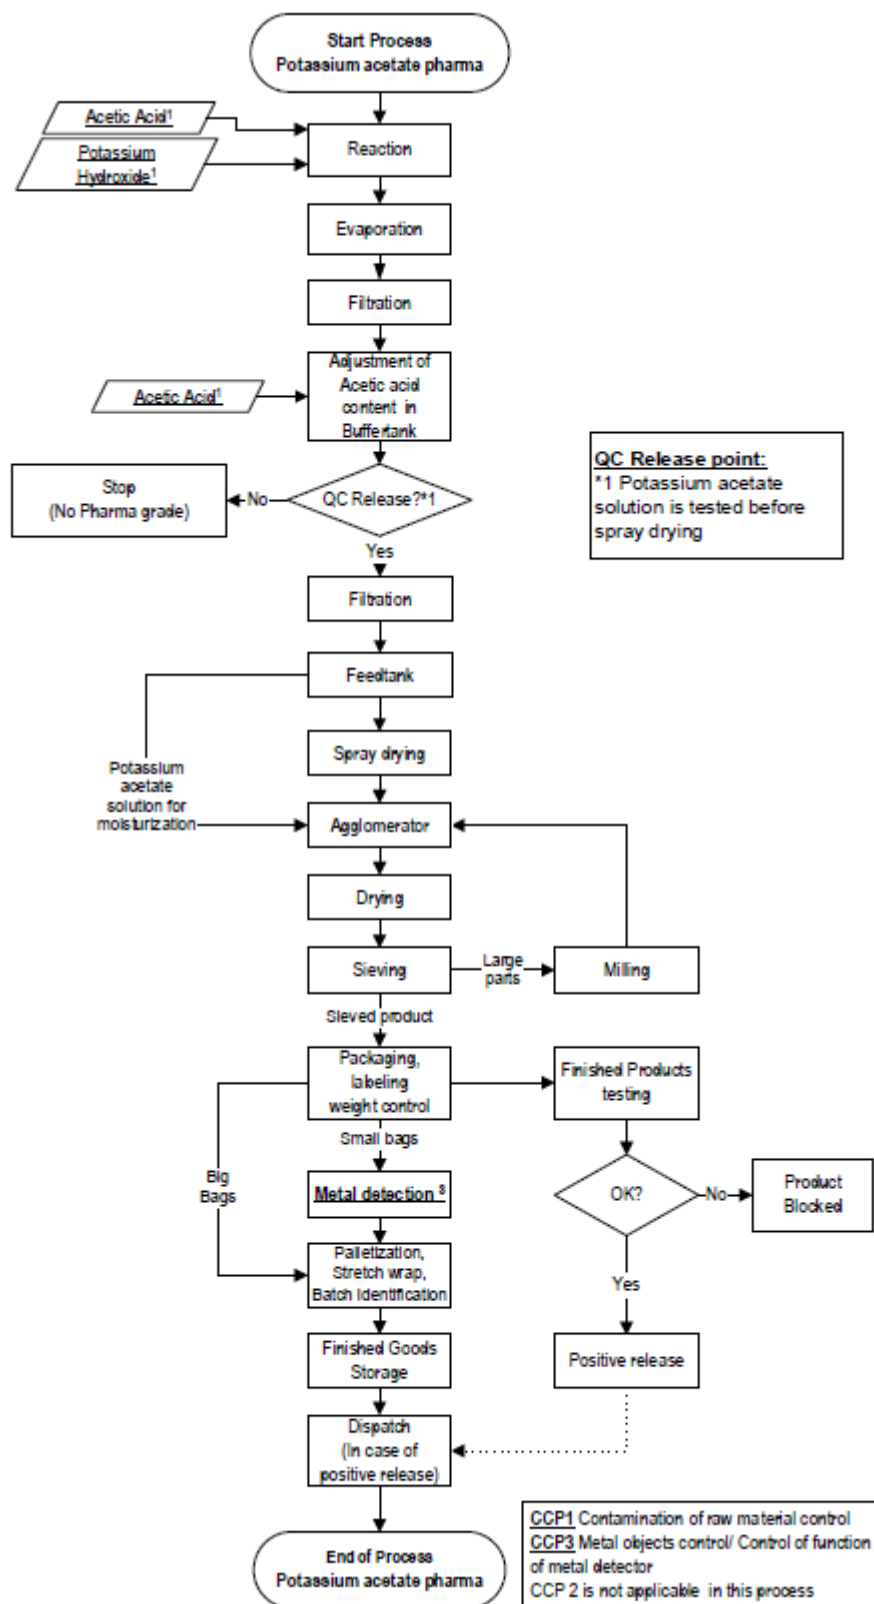 Start Process
Potassium acetate pharma
Acetic Acid¹
Potassium
Hydroxide¹
Reaction
Evaporation
Filtration
Adjustment of
Acetic acid
content in
Buffertank
Acetic Acid¹
QC Release point:
*1 Potassium acetate
solution is tested before
spray drying
Stop
(No Pharma grade)
No
QC Release?*1
Yes
Filtration
Feedtank
Spray drying
Potassium
acetate
solution for
moisturization
Agglomerator
Drying
Sieving
Large
parts
Milling
Sieved product
Packaging,
labeling
weight control
Finished Products
testing
Small bags
Big
Bags
Metal detection ³
OK?
No
Product
Blocked
Palletization,
Stretch wrap,
Batch Identification
Yes
Finished Goods
Storage
Positive release
Dispatch
(In case of
positive release)
End of Process
Potassium acetate pharma
CCP1 Contamination of raw material control
CCP3 Metal objects control/ Control of function
of metal detector
CCP 2 is not applicable in this process